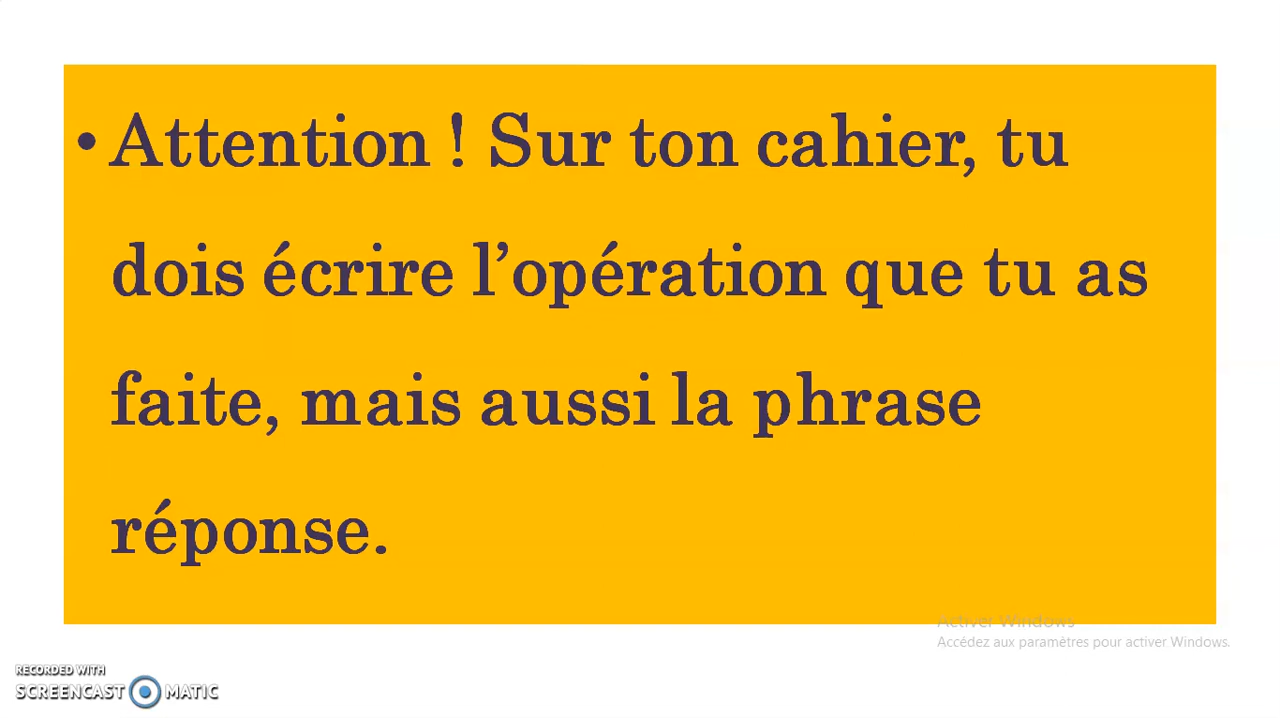 • Attention ! Sur ton cahier, tu
dois écrire l’opération que tu as
faite, mais aussi la phrase
réponse.
Activer Windows
Accédez aux paramètres pour activer Windows.
RECORDED WITH
SCREENCAST MATIC